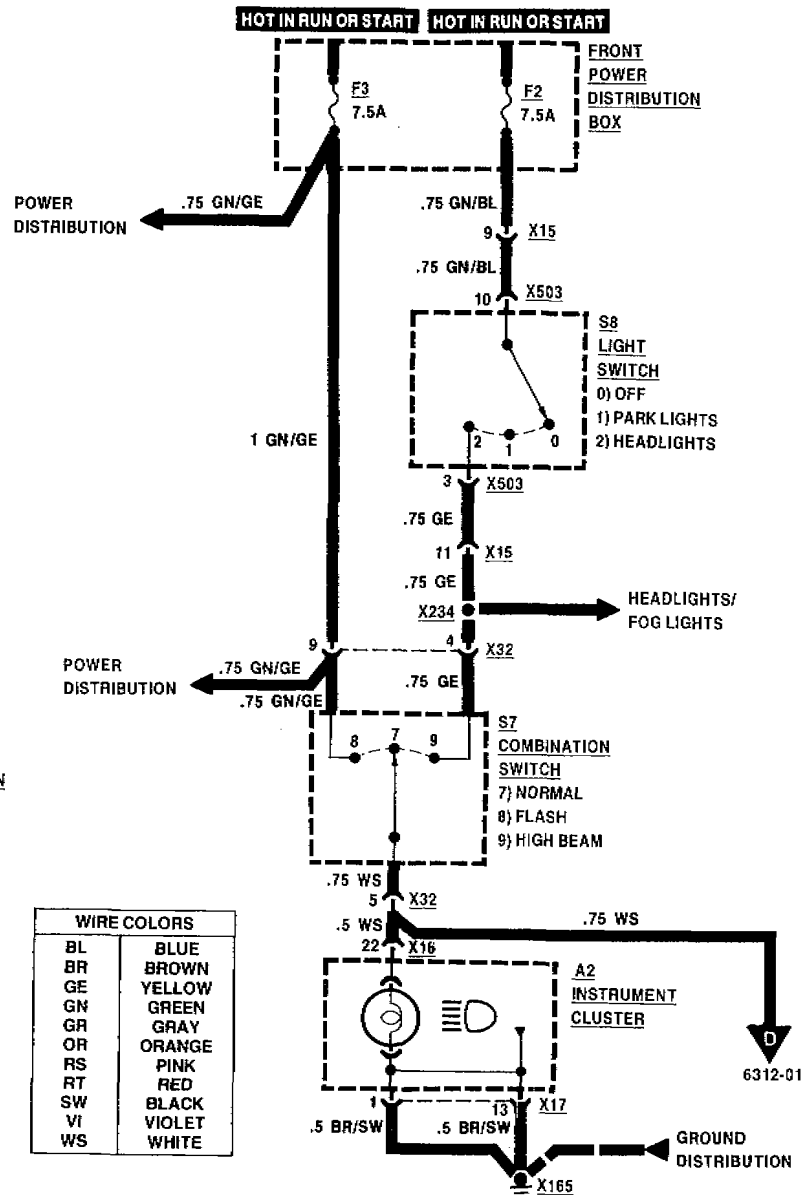 HOT IN RUN OR START
HOT IN RUN OR START
FRONT
POWER
DISTRIBUTION
BOX
F3
7.5A
F2
7.5A
POWER
DISTRIBUTION
.75 GN/GE
.75 GN/BL
9
X15
.75 GN/BL
10
X503
S8
LIGHT
SWITCH
0) OFF
1) PARK LIGHTS
2) HEADLIGHTS
2
1
0
1 GN/GE
3
X503
.75 GE
11
X15
.75 GE
X234
HEADLIGHTS/
FOG LIGHTS
9
4
X32
POWER
DISTRIBUTION
.75 GN/GE
.75 GN/GE
.75 GE
8
7
9
S7
COMBINATION
SWITCH
7) NORMAL
8) FLASH
9) HIGH BEAM
N
.75 WS
5
X32
.5 WS
.75 WS
22
X16
A2
INSTRUMENT
CLUSTER
D
6312-01
1
13
X17
.5 BR/SW
.5 BR/SW
GROUND
DISTRIBUTION
X165
WIRE COLORS
BL BLUE
BR BROWN
GE YELLOW
GN GREEN
GR GRAY
OR ORANGE
RS PINK
RT RED
SW BLACK
VI VIOLET
WS WHITE